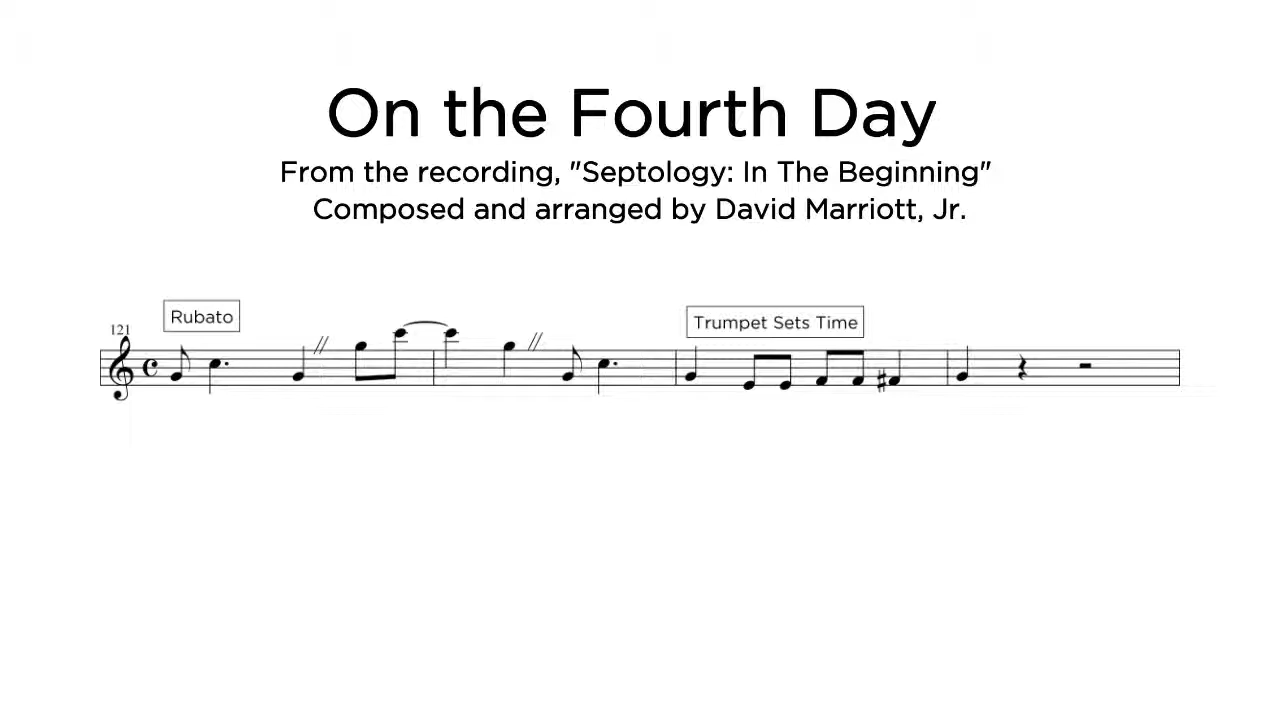 On the Fourth Day
From the recording, "Septology: In The Beginning"
Composed and arranged by David Marriott, Jr.
Rubato
Trumpet Sets Time
121